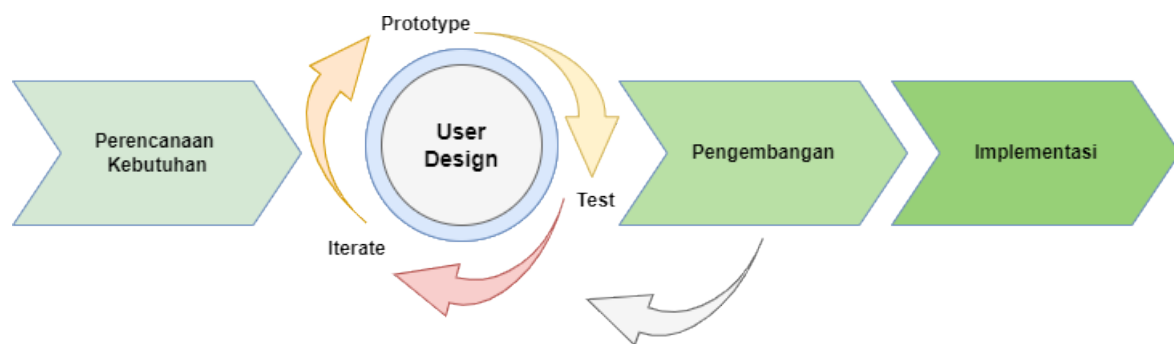 Prototype
Perencanaan
Kebutuhan
User
Design
Pengembangan
Implementasi
Test
Iterate